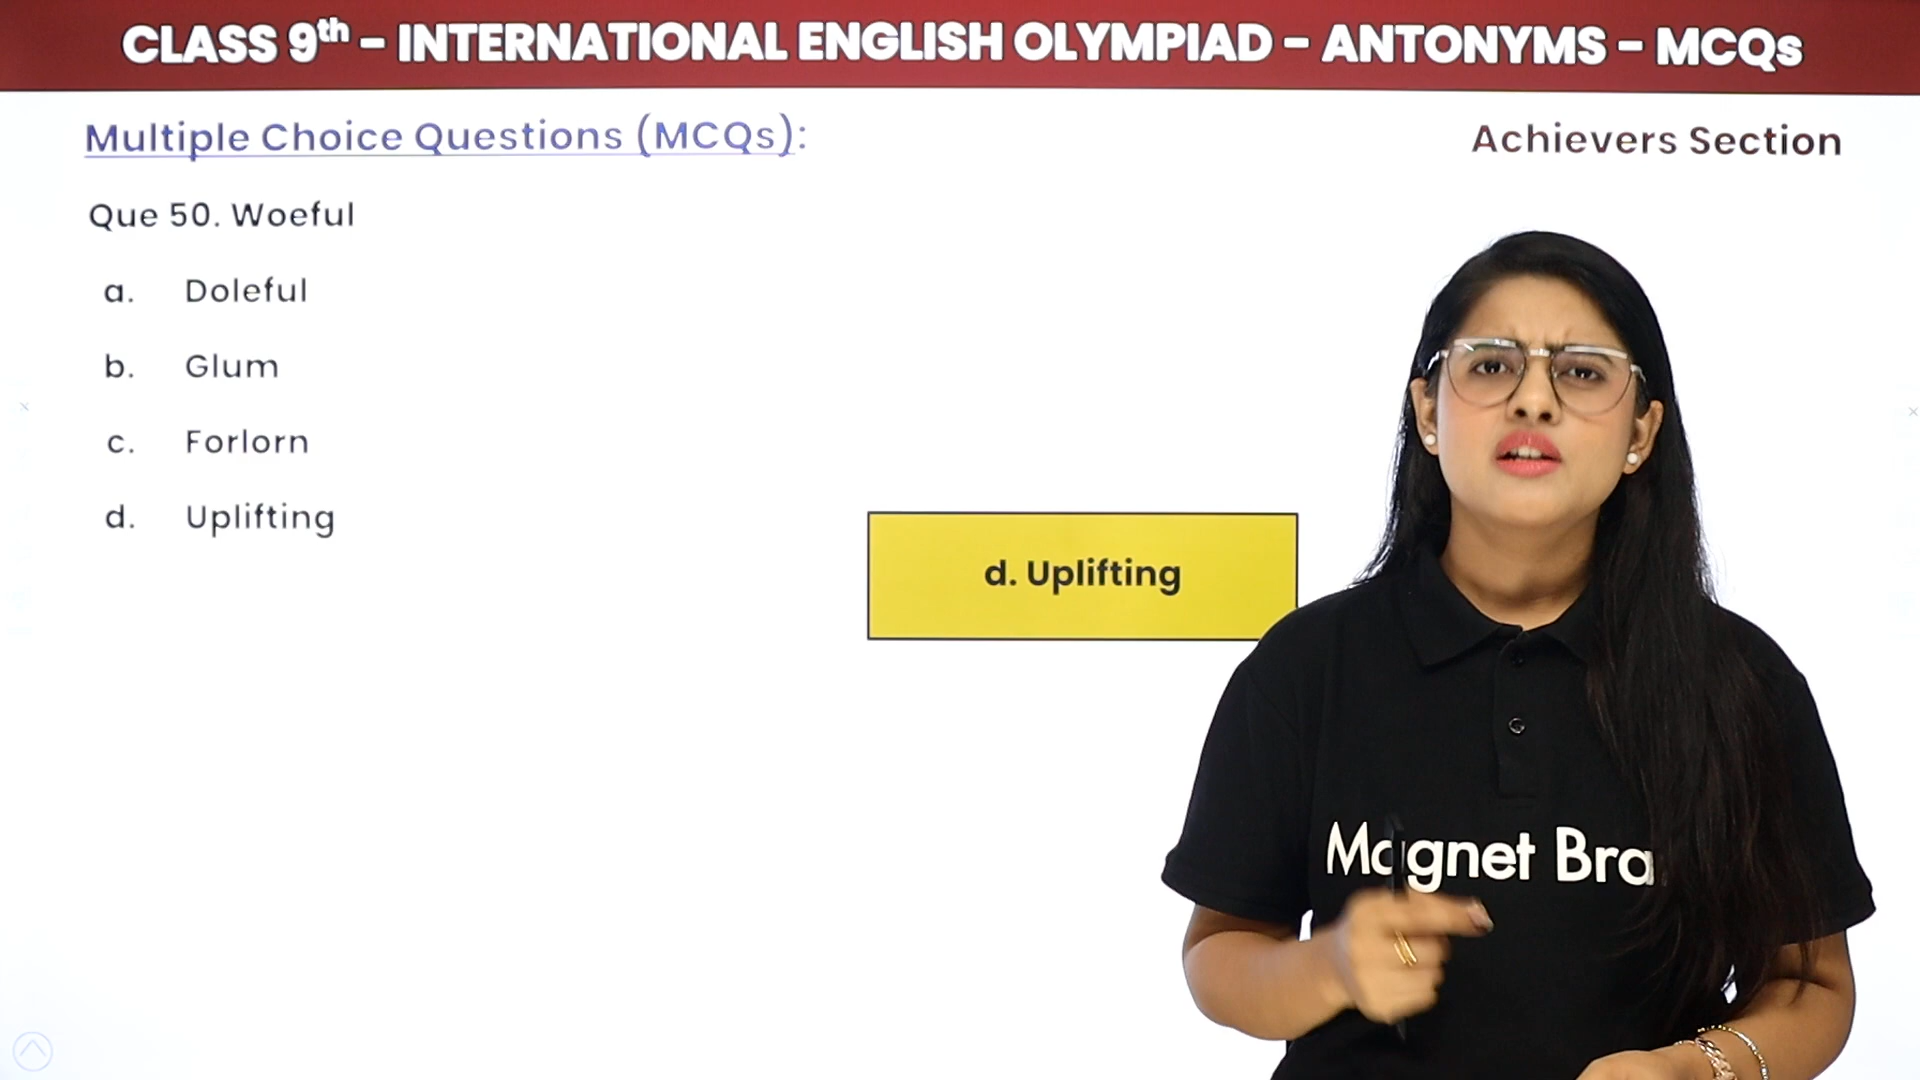 CLASS 9th – INTERNATIONAL ENGLISH OLYMPIAD – ANTONYMS – MCQs
Multiple Choice Questions (MCQs):
Achievers Section
Que 50. Woeful
a. Doleful
b. Glum
c. Forlorn
d. Uplifting
d. Uplifting
Magnet Bra